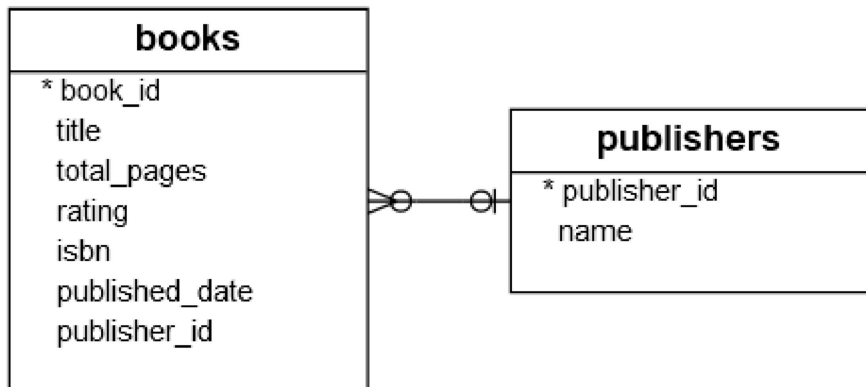 books
* book_id
title
total_pages
rating
isbn
published_date
publisher_id
publishers
* publisher_id
name